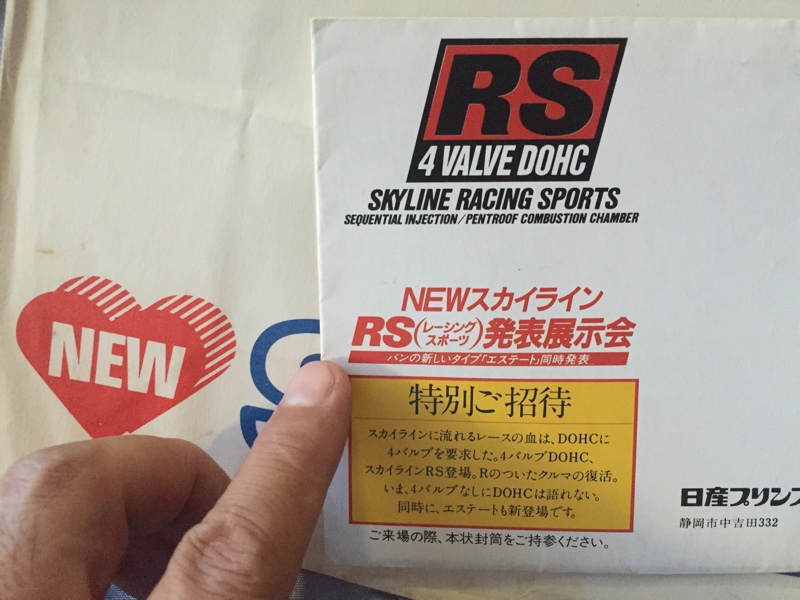 RS
4 VALVE DOHC
SKYLINE RACING SPORTS
SEQUENTIAL INJECTION/PENTROOF COMBUSTION CHAMBER
NEW
NEWスカイライン
RS(レーシングスポーツ)発表展示会
バンの新しいタイプ「エステート」同時発表
特別ご招待
スカイラインに流れるレースの血は、DOHCに
4バルブを要求した。4バルブDOHC、
スカイラインRS登場。Rのついたクルマの復活。
いま、4バルブなしにDOHCは語れない。
同時に、エステートも新登場です。
ご来場の際、本状封筒をご持参ください。
日産プリンス
静岡市中吉田332